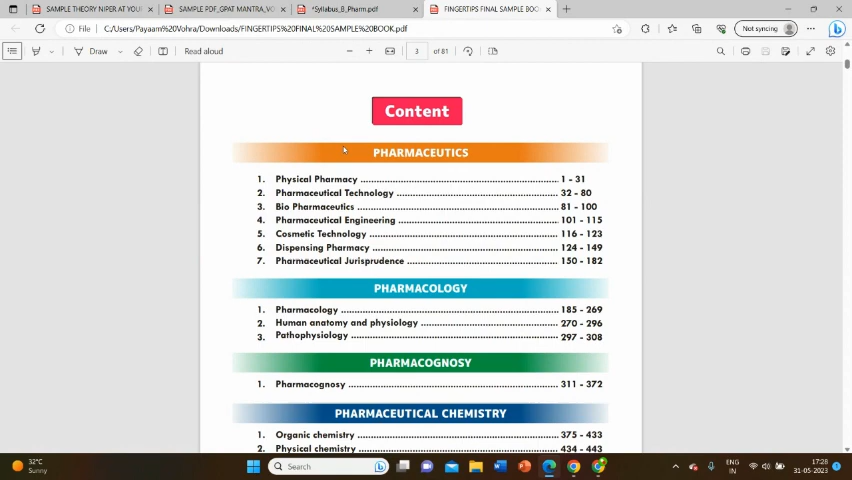 SAMPLE THEORY NIPER AT YOUR
SAMPLE PDF_GPAT MANTRA_VO
*Syllabus_B_Pharm.pdf
FINGERTIPS FINAL SAMPLE BOO
File
C:/Users/Payaam%20Vohra/Downloads/FINGERTIPS%20FINAL%20SAMPLE%20BOOK.pdf
Not syncing
Draw
Read aloud
3
of 81
Content
PHARMACEUTICS
1. Physical Pharmacy 1 - 31
2. Pharmaceutical Technology 32 - 80
3. Bio Pharmaceutics 81 - 100
4. Pharmaceutical Engineering 101 - 115
5. Cosmetic Technology 116 - 123
6. Dispensing Pharmacy 124 - 149
7. Pharmaceutical Jurisprudence 150 - 182
PHARMACOLOGY
1. Pharmacology 185 - 269
2. Human anatomy and physiology 270 - 296
3. Pathophysiology 297 - 308
PHARMACOGNOSY
1. Pharmacognosy 311 - 372
PHARMACEUTICAL CHEMISTRY
1. Organic chemistry 375 - 433
2. Physical chemistry 434 - 443
32°C
Sunny
Search
ENG
IN
17:28
31-05-2023